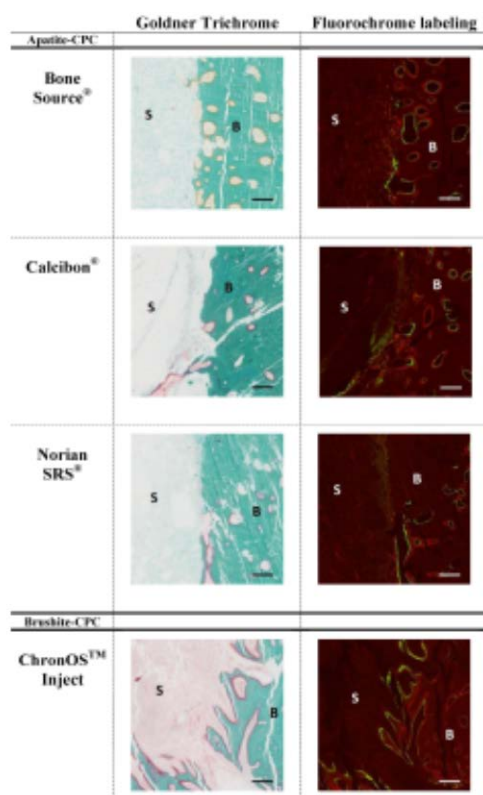 Goldner Trichrome Fluorochrome labeling
Apatite-CPC
Bone
Source®
S B S B
Calcibon®
S B S B
Norian
SRS®
S B S B
Brushite-CPC
ChronOS™
Inject
S B S B